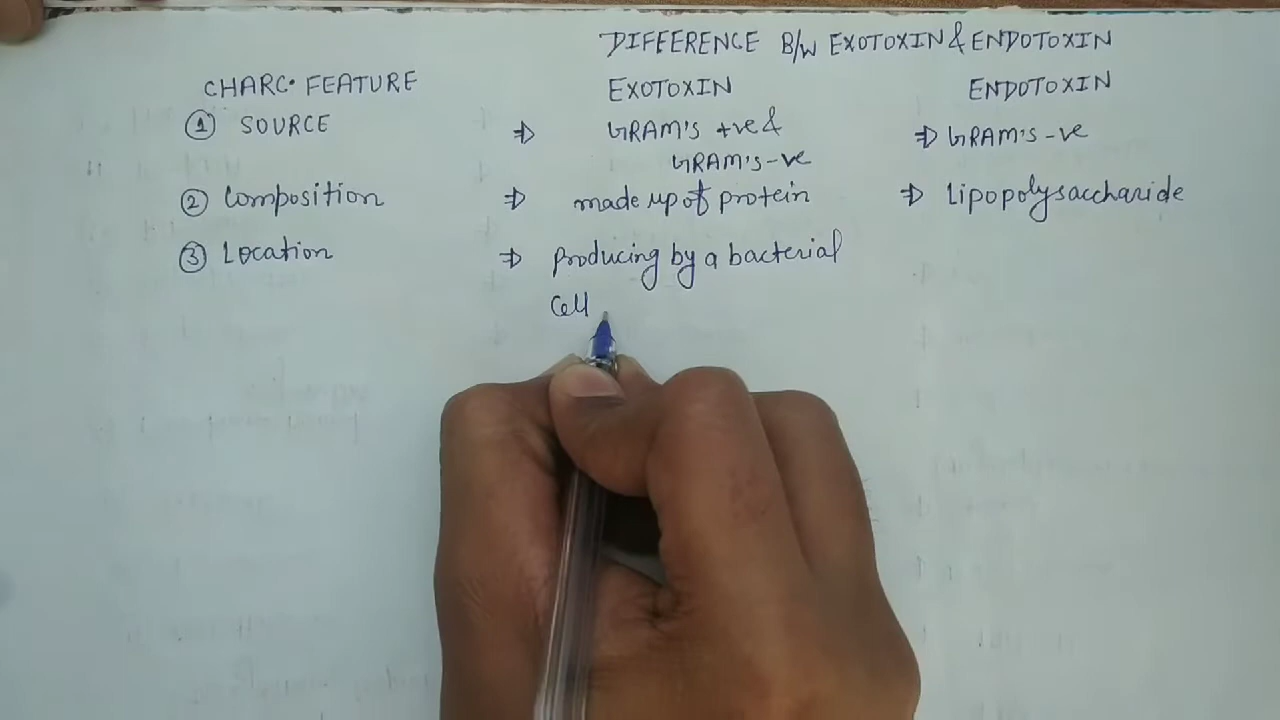 DIFFERENCE B/W EXOTOXIN & ENDOTOXIN
CHARC. FEATURE EXOTOXIN ENDOTOXIN
① SOURCE ⇒ GRAM'S +ve & ⇒ GRAM'S -ve
GRAM'S -ve
② Composition ⇒ made up of protein ⇒ Lipopolysaccharide
③ Location ⇒ producing by a bacterial
cell